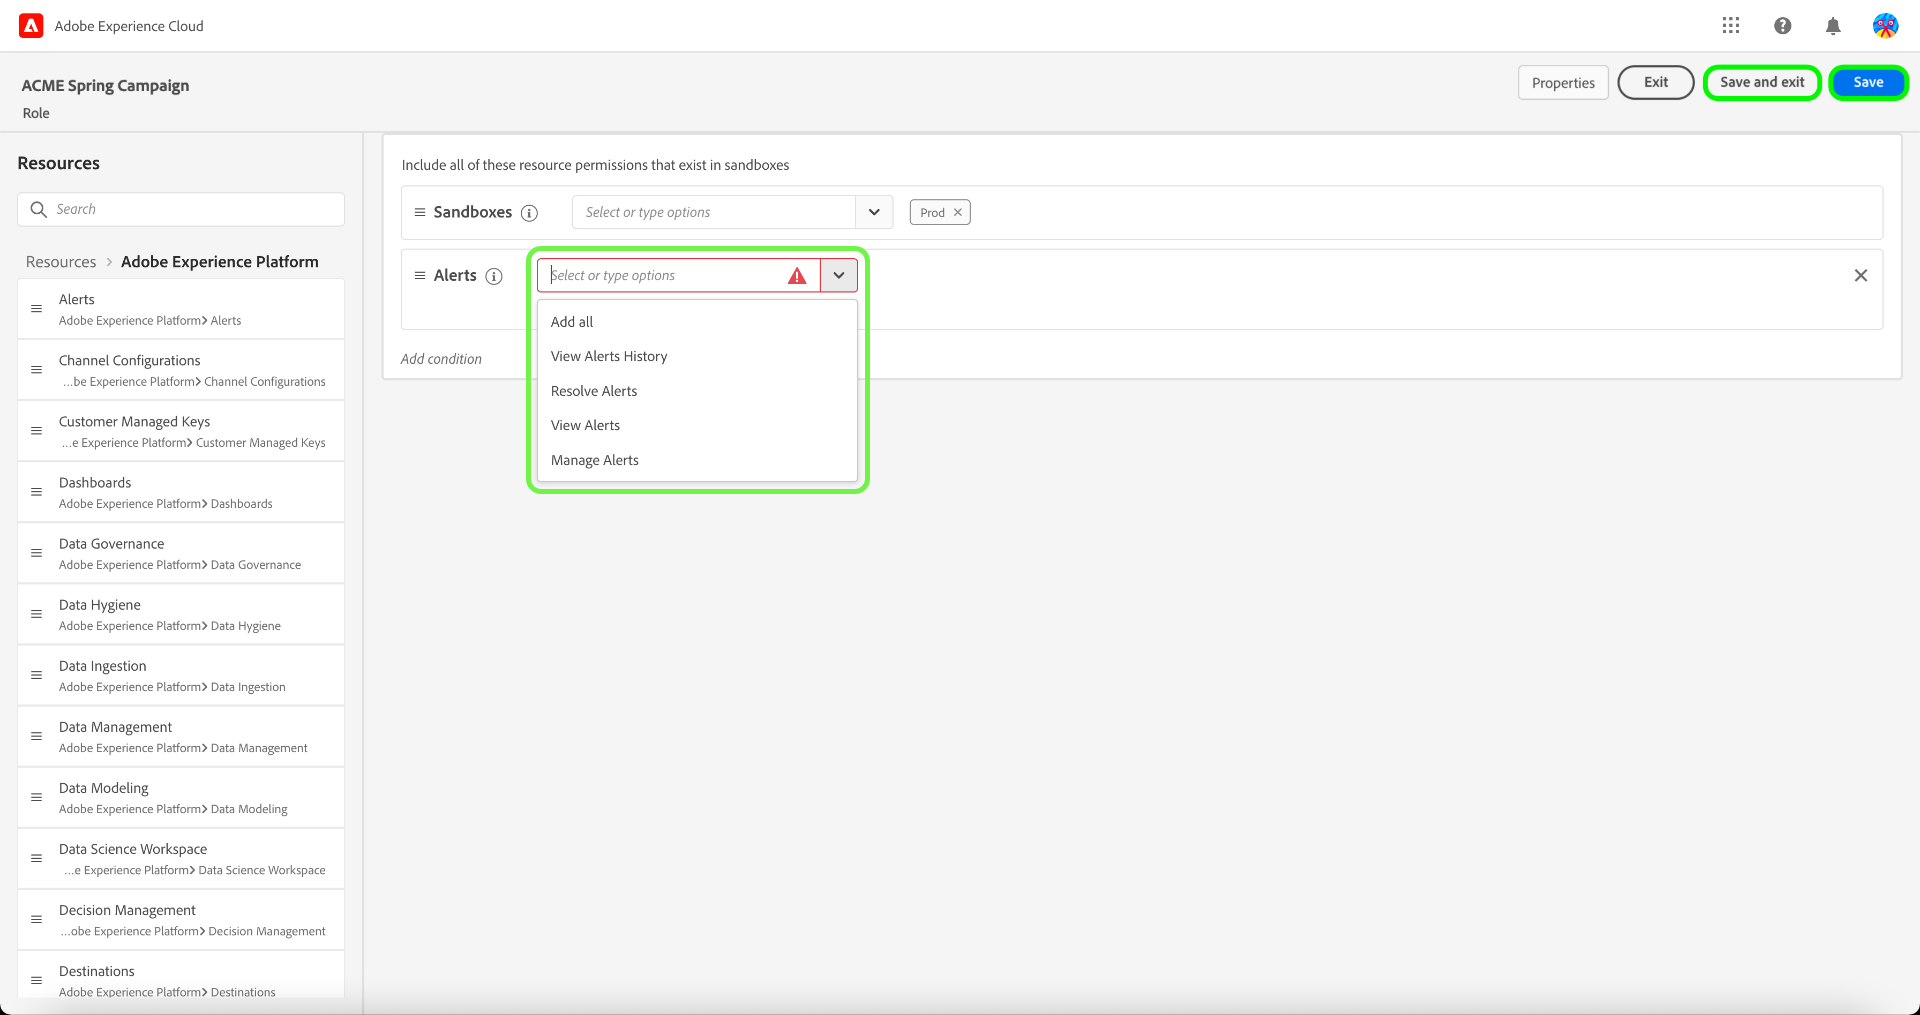 Adobe Experience Cloud
ACME Spring Campaign
Role
Properties
Exit
Save and exit
Save
Resources
Search
Resources > Adobe Experience Platform
Alerts
Adobe Experience Platform> Alerts
Channel Configurations
...be Experience Platform> Channel Configurations
Customer Managed Keys
...e Experience Platform> Customer Managed Keys
Dashboards
Adobe Experience Platform> Dashboards
Data Governance
Adobe Experience Platform> Data Governance
Data Hygiene
Adobe Experience Platform> Data Hygiene
Data Ingestion
Adobe Experience Platform> Data Ingestion
Data Management
Adobe Experience Platform> Data Management
Data Modeling
Adobe Experience Platform> Data Modeling
Data Science Workspace
...e Experience Platform> Data Science Workspace
Decision Management
...obe Experience Platform> Decision Management
Destinations
Adobe Experience Platform> Destinations
Include all of these resource permissions that exist in sandboxes
Sandboxes
Select or type options
Prod
Alerts
Select or type options
Add all
View Alerts History
Resolve Alerts
View Alerts
Manage Alerts
Add condition